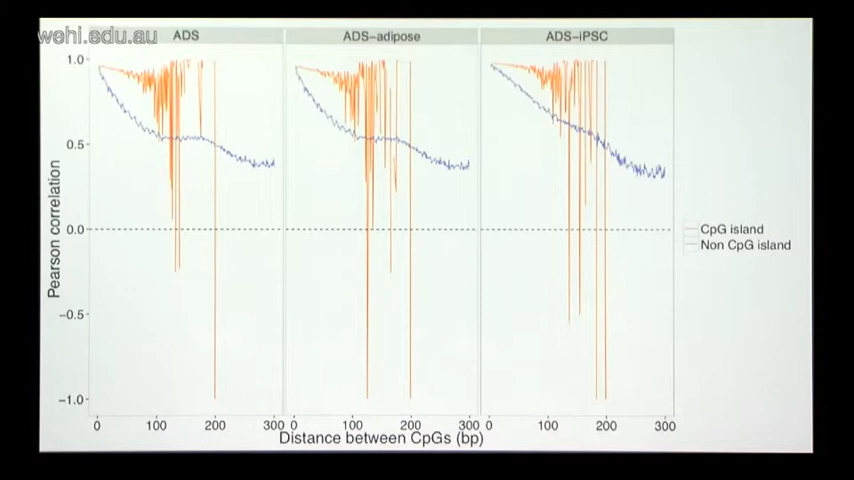 wehi.edu.au
ADS
ADS-adipose
ADS-iPSC
1.0
0.5
0.0
-0.5
-1.0
Pearson correlation
0 100 200 300 0 100 200 300 0 100 200 300
Distance between CpGs (bp)
CpG island
Non CpG island